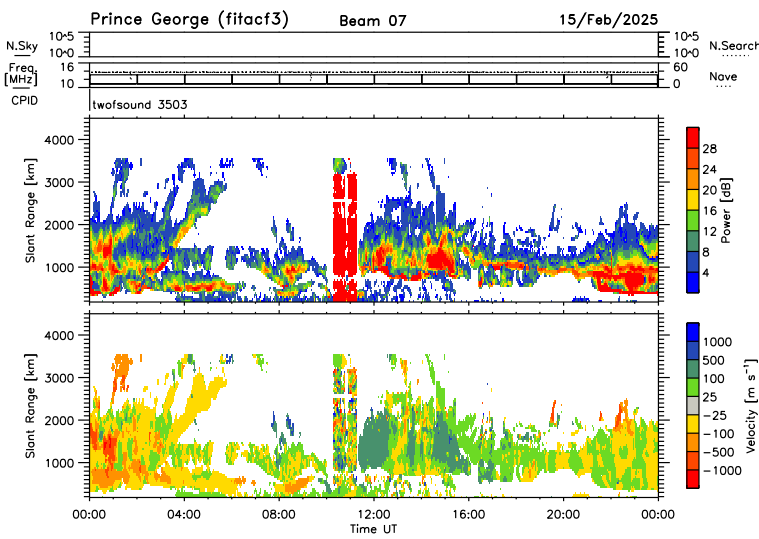 Prince George (fitacf3) Beam 07 15/Feb/2025
N.Sky 10^5 10^5 N.Search
10^0 10^0
Freq. 16 60
[MHz] 10 0 Nave
CPID twofsound 3503
Slant Range [km]
4000
3000
2000
1000
28
24
20
16
12
8
4
Power [dB]
Slant Range [km]
4000
3000
2000
1000
1000
500
100
25
−25
−100
−500
−1000
Velocity [m s⁻¹]
00:00 04:00 08:00 12:00 16:00 20:00 00:00
Time UT